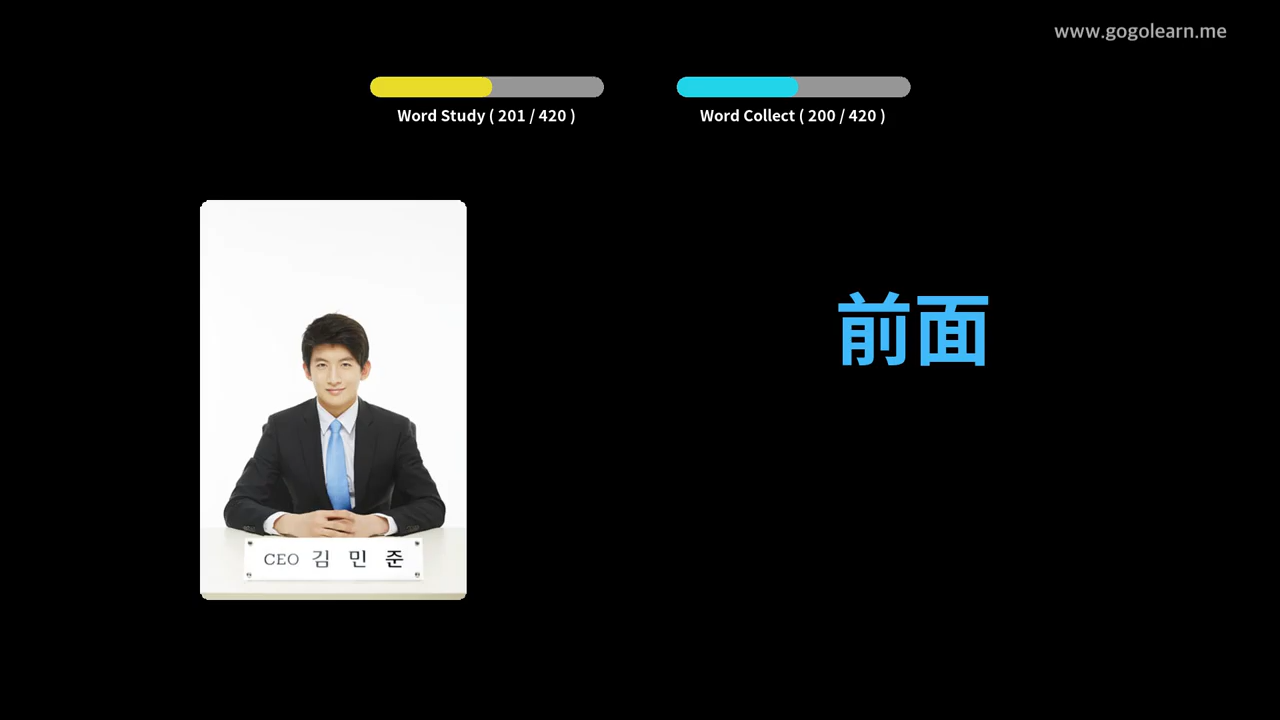 www.gogolearn.me
Word Study ( 201 / 420 )
Word Collect ( 200 / 420 )
前面
CEO 김 민 준